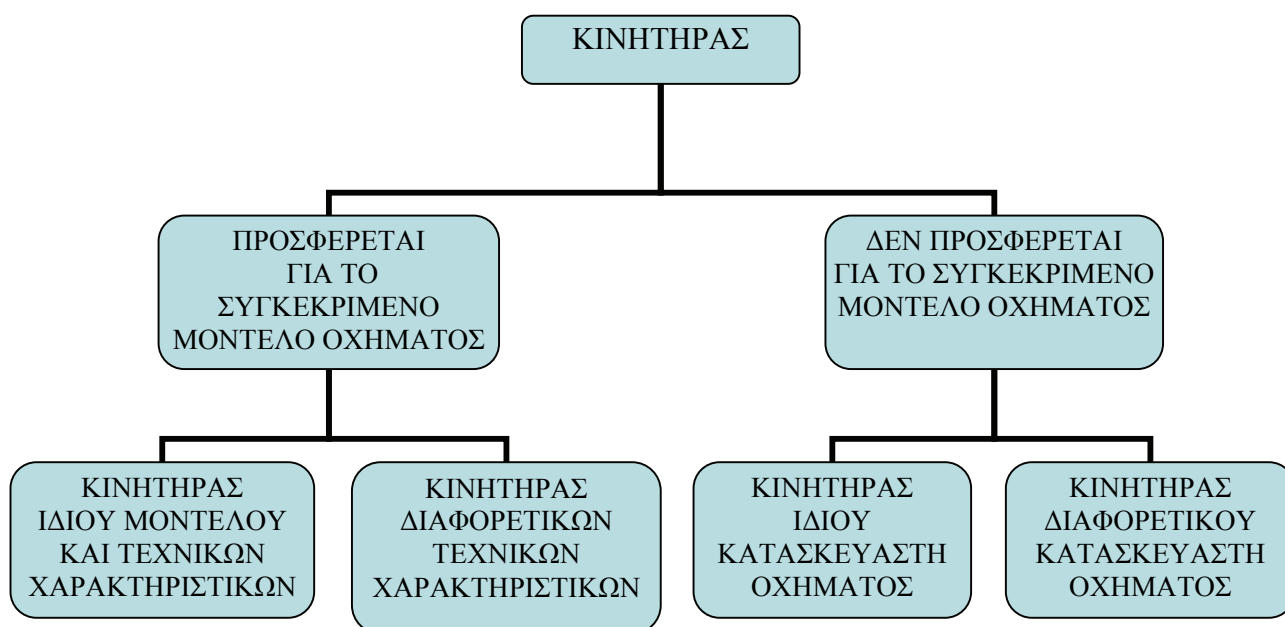 ΚΙΝΗΤΗΡΑΣ
ΠΡΟΣΦΕΡΕΤΑΙ
ΓΙΑ ΤΟ
ΣΥΓΚΕΚΡΙΜΕΝΟ
ΜΟΝΤΕΛΟ ΟΧΗΜΑΤΟΣ
ΔΕΝ ΠΡΟΣΦΕΡΕΤΑΙ
ΓΙΑ ΤΟ ΣΥΓΚΕΚΡΙΜΕΝΟ
ΜΟΝΤΕΛΟ ΟΧΗΜΑΤΟΣ
ΚΙΝΗΤΗΡΑΣ
ΙΔΙΟΥ ΜΟΝΤΕΛΟΥ
ΚΑΙ ΤΕΧΝΙΚΩΝ
ΧΑΡΑΚΤΗΡΙΣΤΙΚΩΝ
ΚΙΝΗΤΗΡΑΣ
ΔΙΑΦΟΡΕΤΙΚΩΝ
ΤΕΧΝΙΚΩΝ
ΧΑΡΑΚΤΗΡΙΣΤΙΚΩΝ
ΚΙΝΗΤΗΡΑΣ
ΙΔΙΟΥ
ΚΑΤΑΣΚΕΥΑΣΤΗ
ΟΧΗΜΑΤΟΣ
ΚΙΝΗΤΗΡΑΣ
ΔΙΑΦΟΡΕΤΙΚΟΥ
ΚΑΤΑΣΚΕΥΑΣΤΗ
ΟΧΗΜΑΤΟΣ